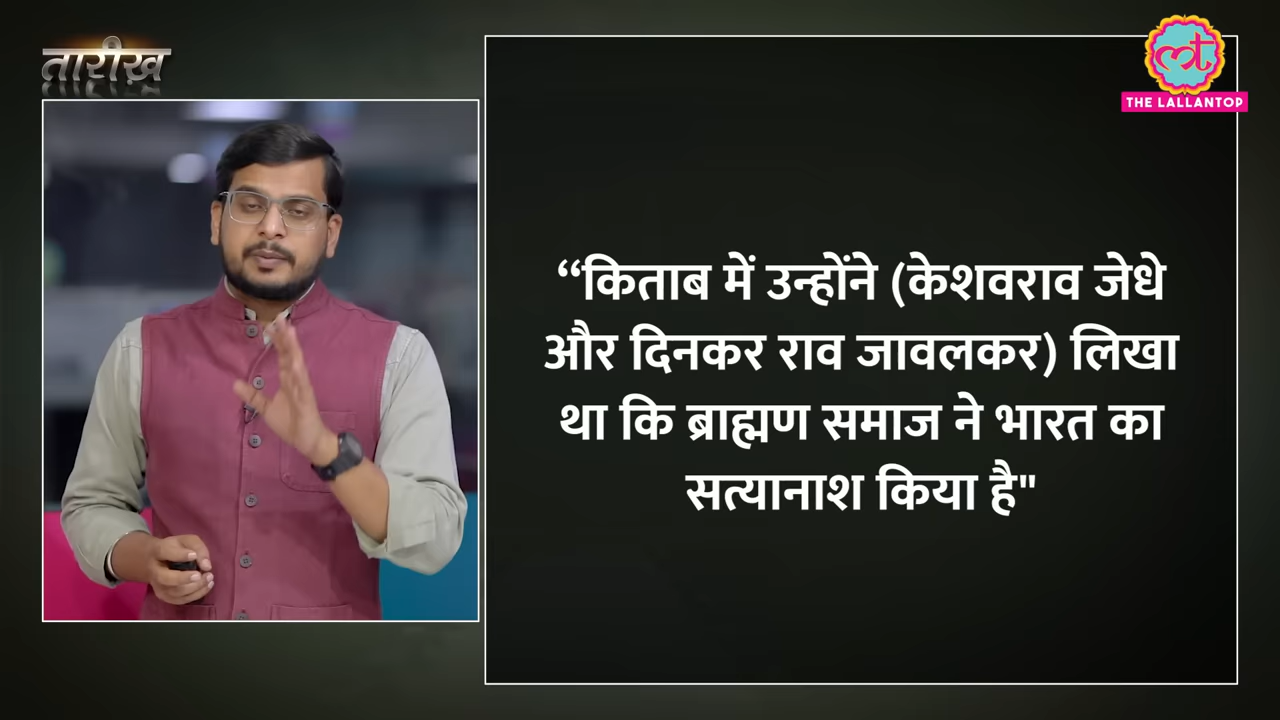 तारीख़
THE LALLANTOP
“किताब में उन्होंने (केशवराव जेधे
और दिनकर राव जावलकर) लिखा
था कि ब्राह्मण समाज ने भारत का
सत्यानाश किया है"